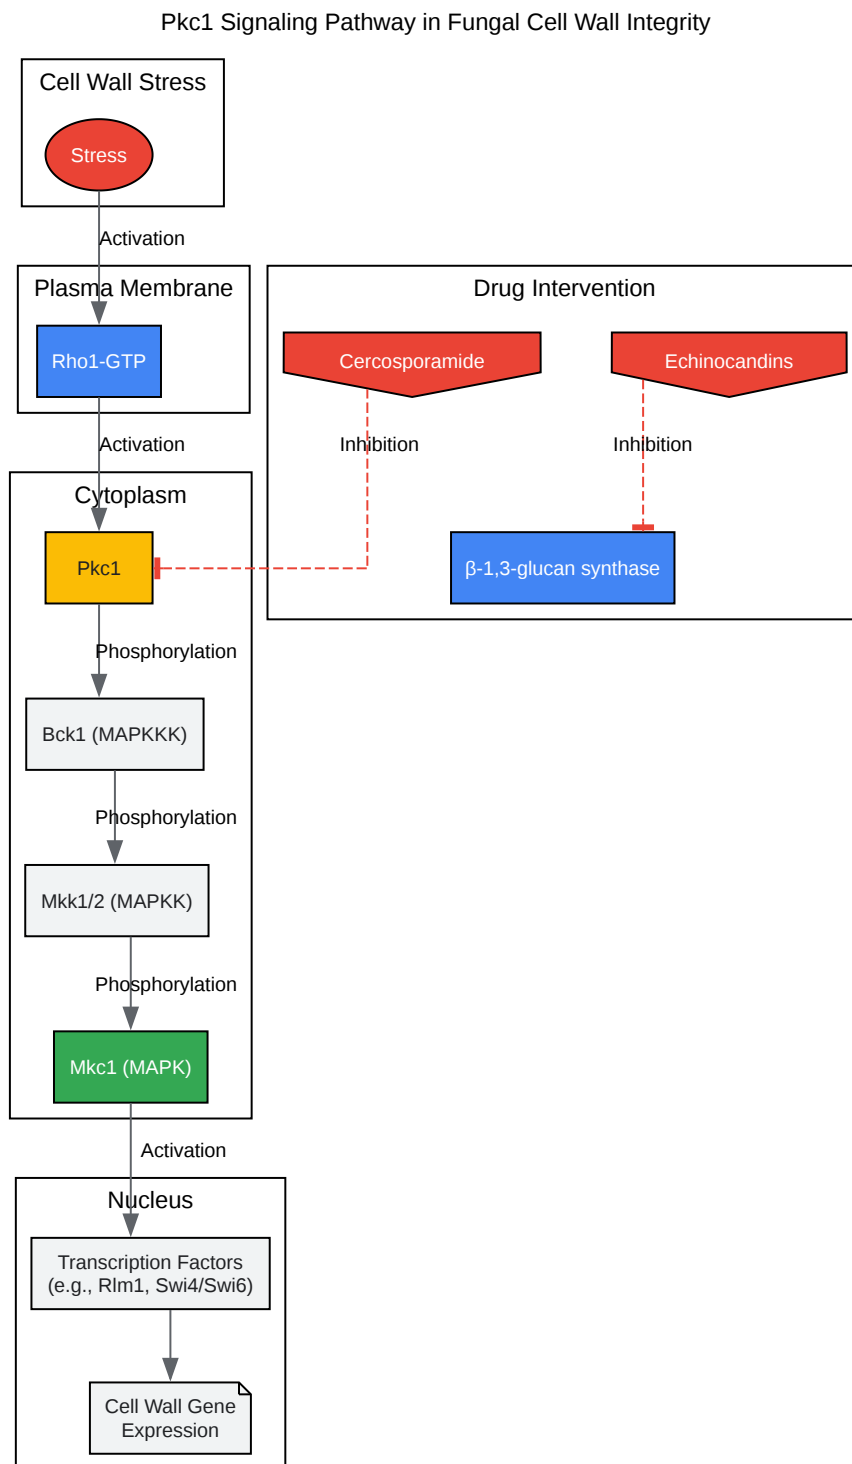 Pkc1 Signaling Pathway in Fungal Cell Wall Integrity
Cell Wall Stress
Stress
Activation
Plasma Membrane
Rho1-GTP
Activation
Drug Intervention
Cercosporamide
Echinocandins
Inhibition
Inhibition
β-1,3-glucan synthase
Cytoplasm
Pkc1
Phosphorylation
Bck1 (MAPKKK)
Phosphorylation
Mkk1/2 (MAPKK)
Phosphorylation
Mkc1 (MAPK)
Activation
Nucleus
Transcription Factors
(e.g., Rlm1, Swi4/Swi6)
Cell Wall Gene
Expression